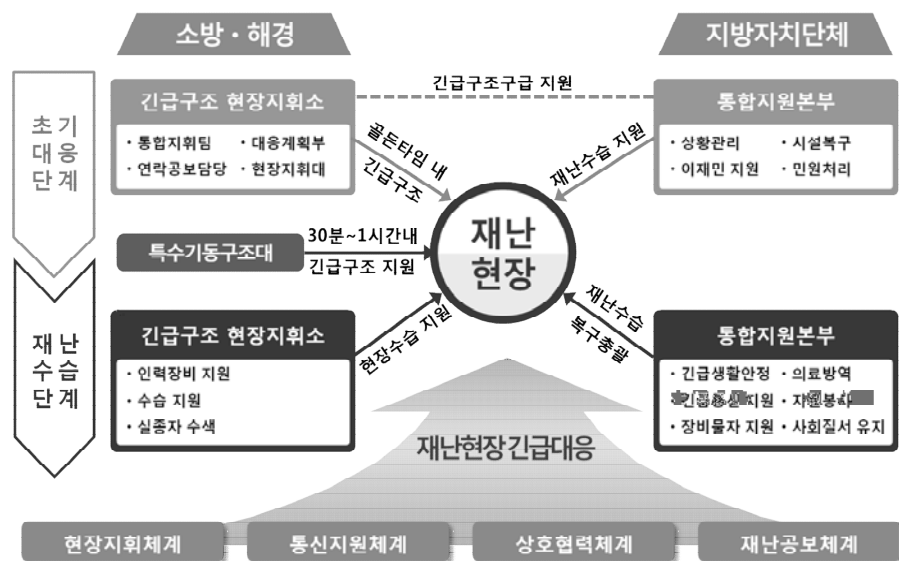 소방 · 해경
지방자치단체
초 기
대 응
단 계
긴급구조 현장지휘소
· 통합지휘팀 · 대응계획부
· 연락공보담당 · 현장지휘대
긴급구조구급 지원
통합지원본부
· 상황관리 · 시설복구
· 이재민 지원 · 민원처리
골든타임 내
긴급구조
재난수습 지원
특수기동구조대
30분~1시간내
긴급구조 지원
재난
현장
재 난
수 습
단 계
긴급구조 현장지휘소
· 인력장비 지원
· 수습 지원
· 실종자 수색
현장수습 지원
재난수습
복구총괄
통합지원본부
· 긴급생활안정 · 의료방역
지원 ·
· 장비물자 지원 · 사회질서 유지
재난현장 긴급대응
현장지휘체계
통신지원체계
상호협력체계
재난공보체계